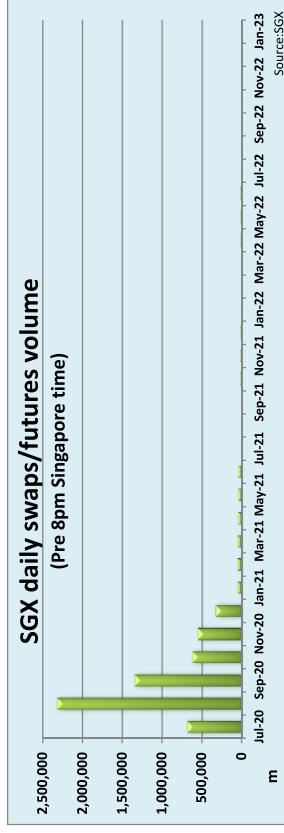 SGX daily swaps/futures volume
(Pre 8pm Singapore time)
2,500,000
2,000,000
1,500,000
1,000,000
500,000
0
m
Jul-20 Sep-20 Nov-20 Jan-21 Mar-21 May-21 Jul-21 Sep-21 Nov-21 Jan-22 Mar-22 May-22 Jul-22 Sep-22 Nov-22 Jan-23
Source:SGX